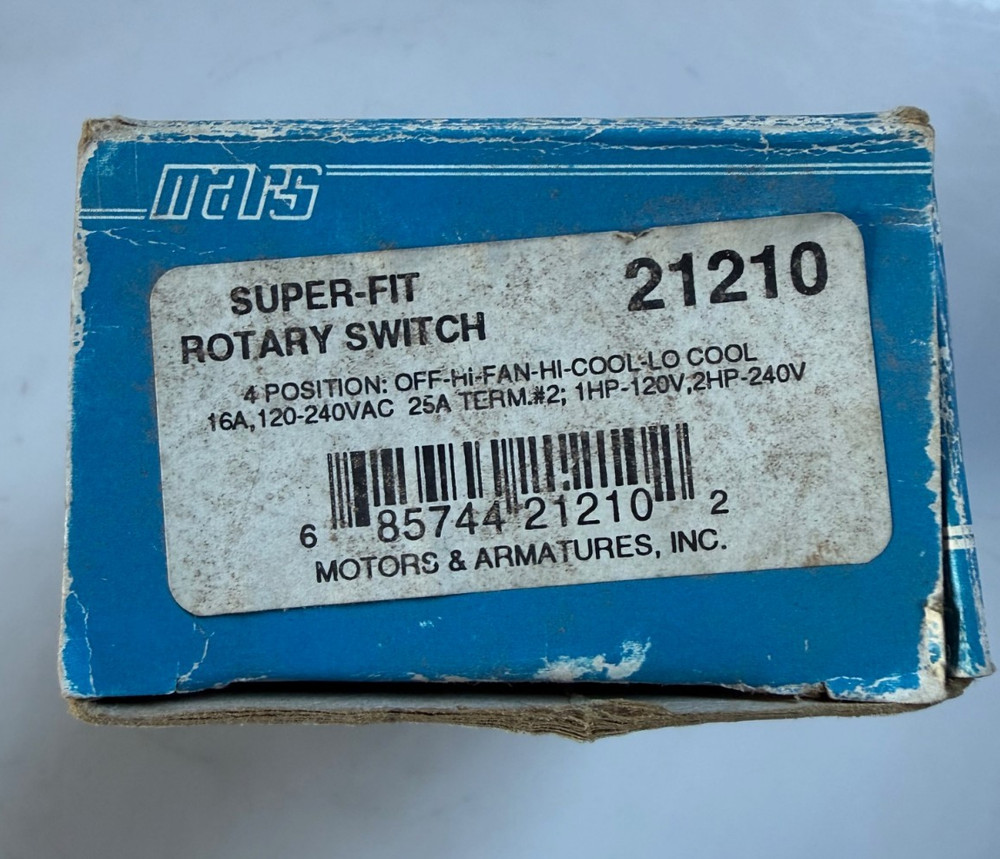 mars
21210
SUPER-FIT
ROTARY SWITCH
4 POSITION: OFF-Hi-FAN-HI-COOL-LO COOL
16A,120-240VAC 25A TERM.#2; 1HP-120V,2HP-240V
6 85744 21210 2
MOTORS & ARMATURES, INC.